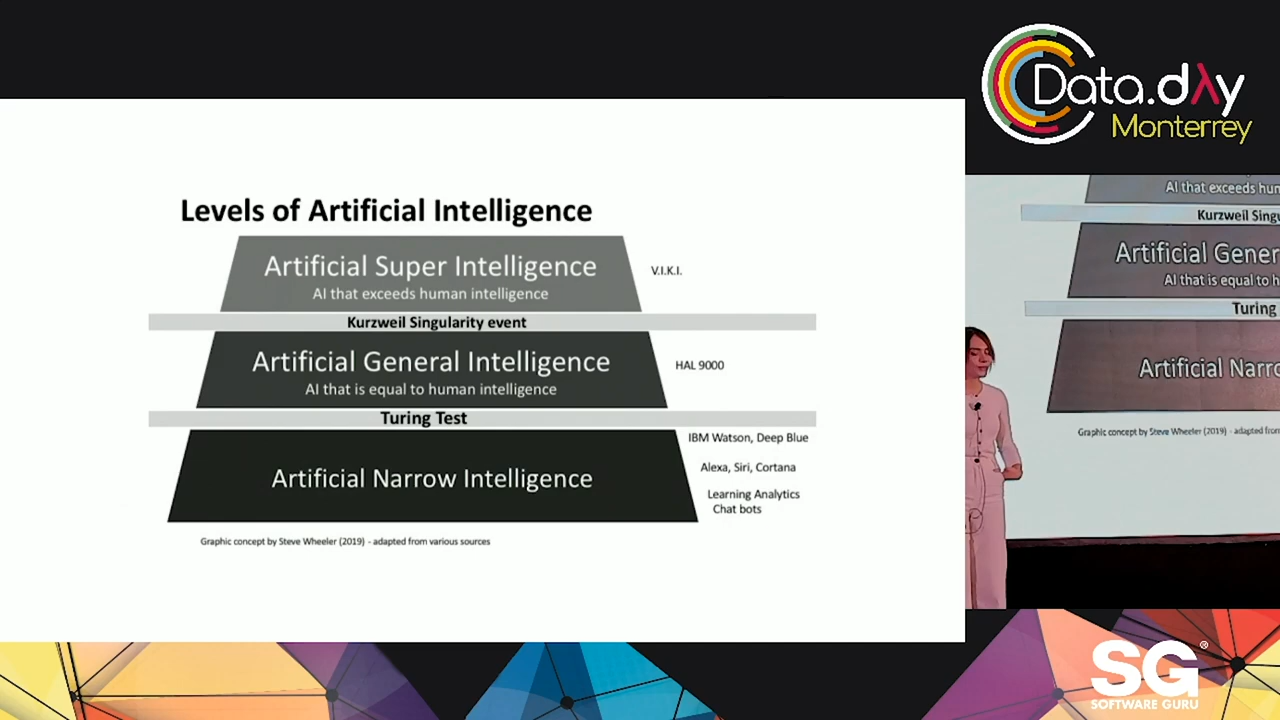 Levels of Artificial Intelligence
Artificial Super Intelligence
AI that exceeds human intelligence
V.I.K.I.
Kurzweil Singularity event
Artificial General Intelligence
AI that is equal to human intelligence
HAL 9000
Turing Test
IBM Watson, Deep Blue
Artificial Narrow Intelligence
Alexa, Siri, Cortana
Learning Analytics
Chat bots
Graphic concept by Steve Wheeler (2019) - adapted from various sources
Data.dλy
Monterrey
AI that exceeds hum
Kurzweil Sing
Artificial Gener
AI that is equal to h
Turing
Artificial Narro
Graphic concept by Steve Wheeler (2019) - adapted from
SG®
SOFTWARE GURU